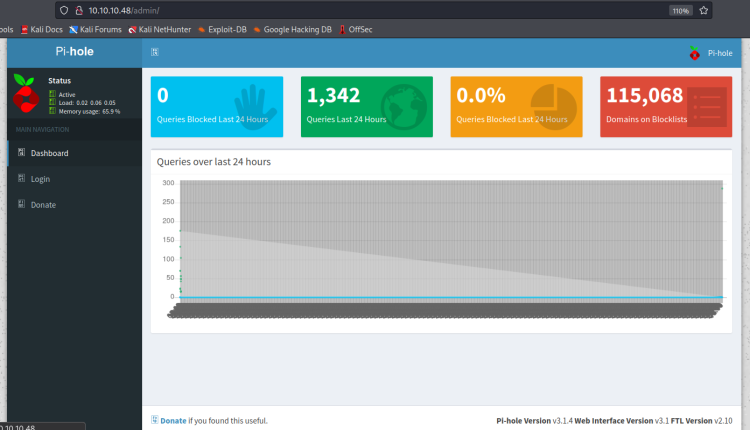 10.10.10.48/admin/
110%
ools Kali Docs Kali Forums Kali NetHunter Exploit-DB Google Hacking DB OffSec
Pi-hole
Pi-hole
Status
Active
Load: 0.02 0.06 0.05
Memory usage: 65.9 %
MAIN NAVIGATION
Dashboard
Login
Donate
0
Queries Blocked Last 24 Hours
1,342
Queries Last 24 Hours
0.0%
Queries Blocked Last 24 Hours
115,068
Domains on Blocklists
Queries over last 24 hours
300
250
200
150
100
50
0
Donate if you found this useful.
Pi-hole Version v3.1.4 Web Interface Version v3.1 FTL Version v2.10
0.10.10.48